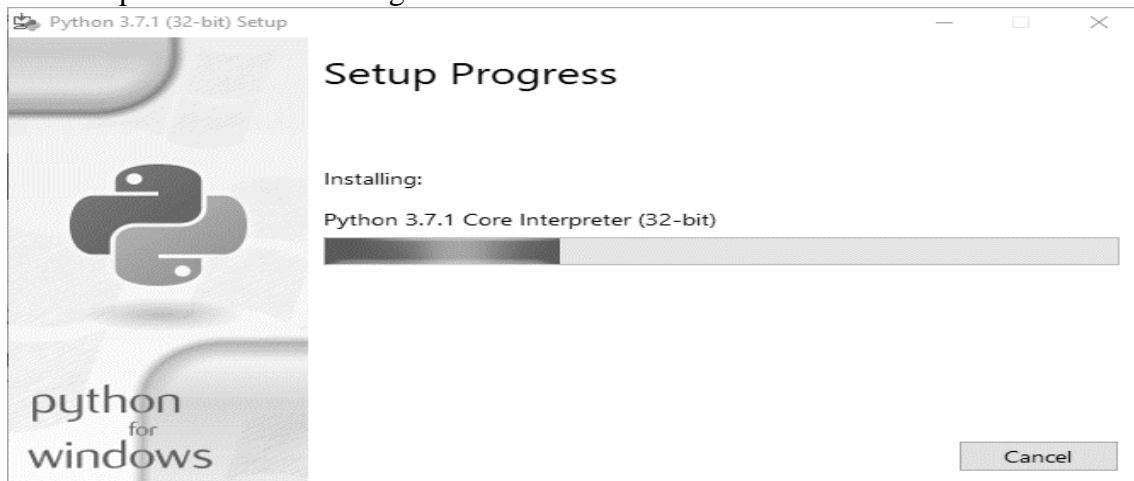 Python 3.7.1 (32-bit) Setup
Setup Progress
Installing:
Python 3.7.1 Core Interpreter (32-bit)
python
for
windows
Cancel